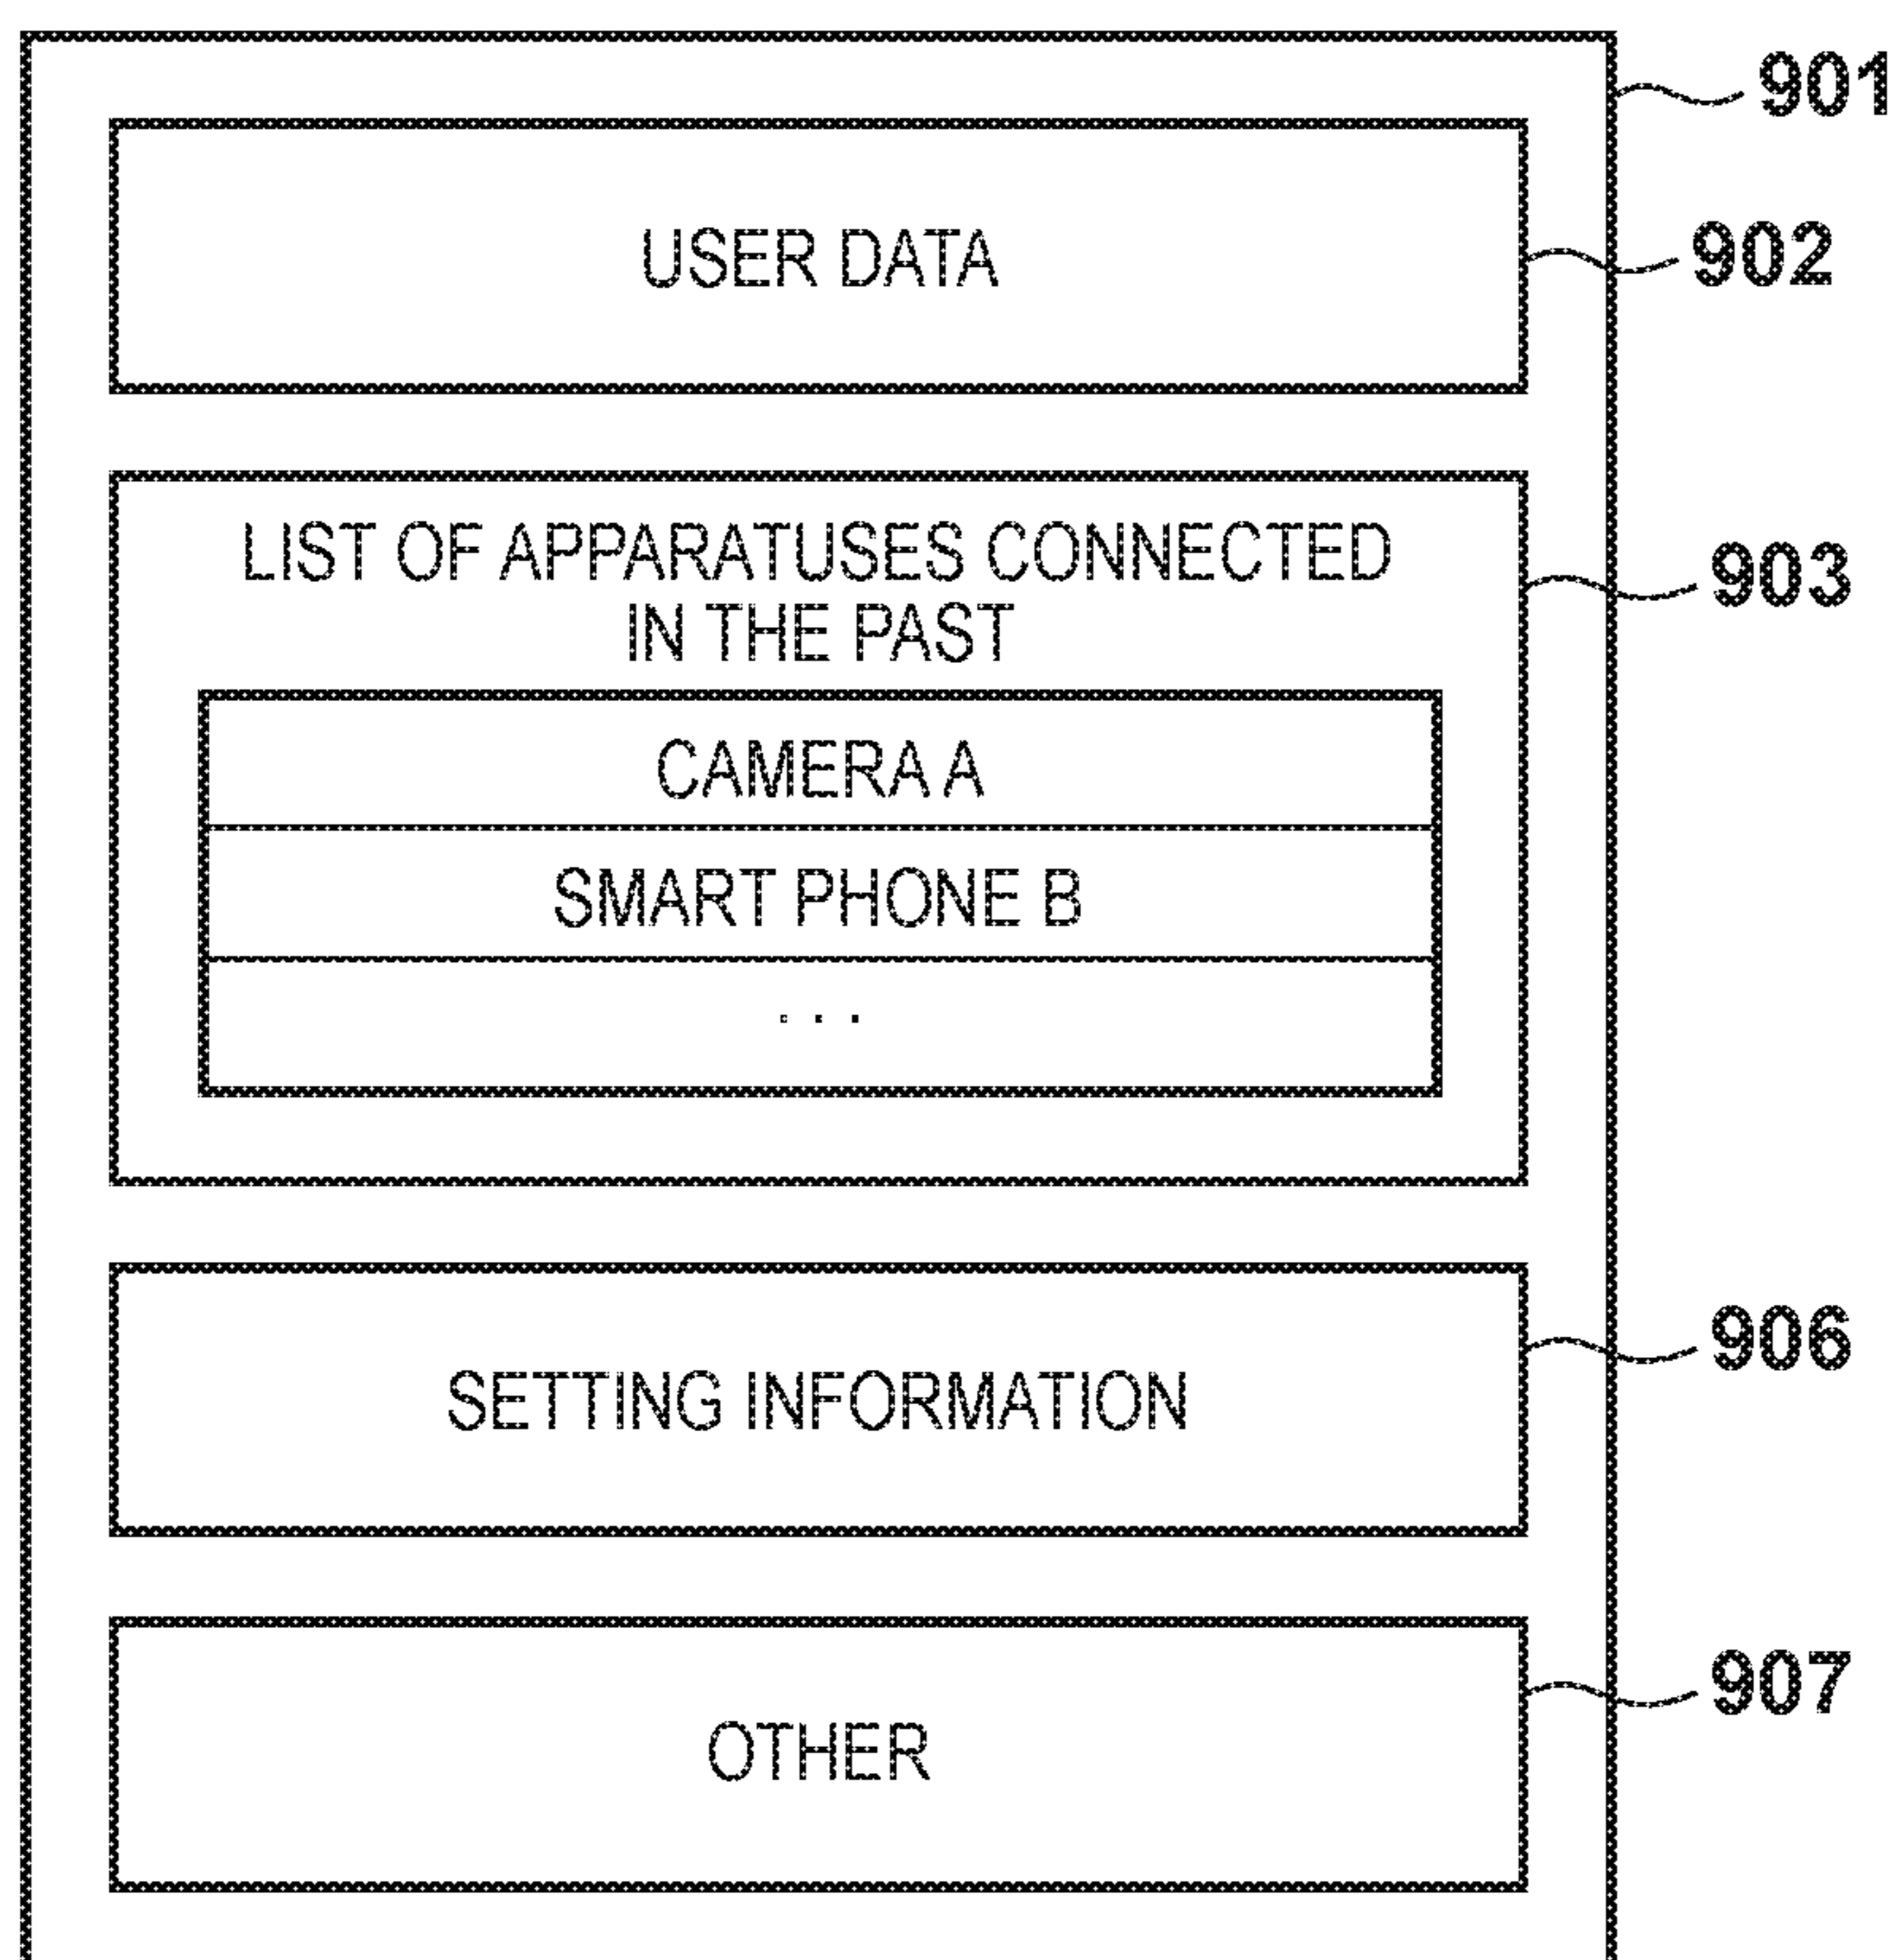 901
USER DATA
902
LIST OF APPARATUSES CONNECTED
IN THE PAST
903
CAMERA A
SMART PHONE B
. . .
SETTING INFORMATION
906
OTHER
907